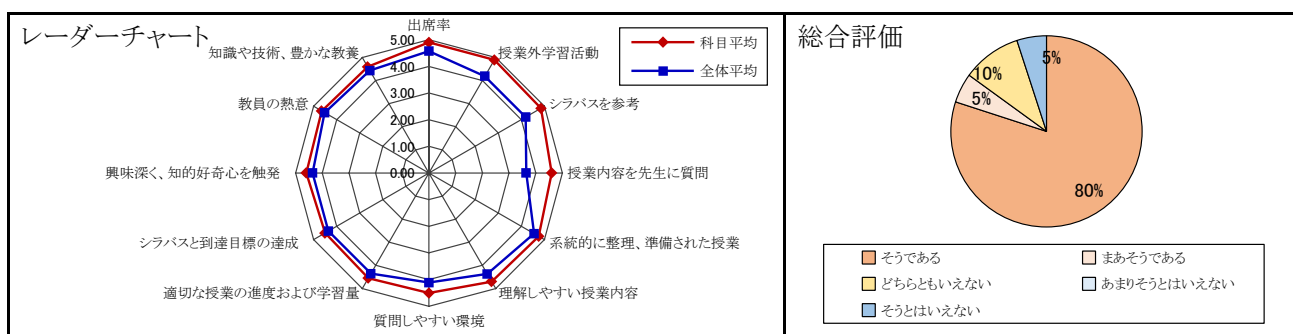 レーダーチャート
出席率
授業外学習活動
シラバスを参考
授業内容を先生に質問
系統的に整理、準備された授業
理解しやすい授業内容
質問しやすい環境
適切な授業の進度および学習量
シラバスと到達目標の達成
興味深く、知的好奇心を触発
教員の熱意
知識や技術、豊かな教養
5.00
4.00
3.00
2.00
1.00
0.00
科目平均
全体平均
総合評価
5%
10%
5%
80%
そうである
まあそうである
どちらともいえない
あまりそうとはいえない
そうとはいえない